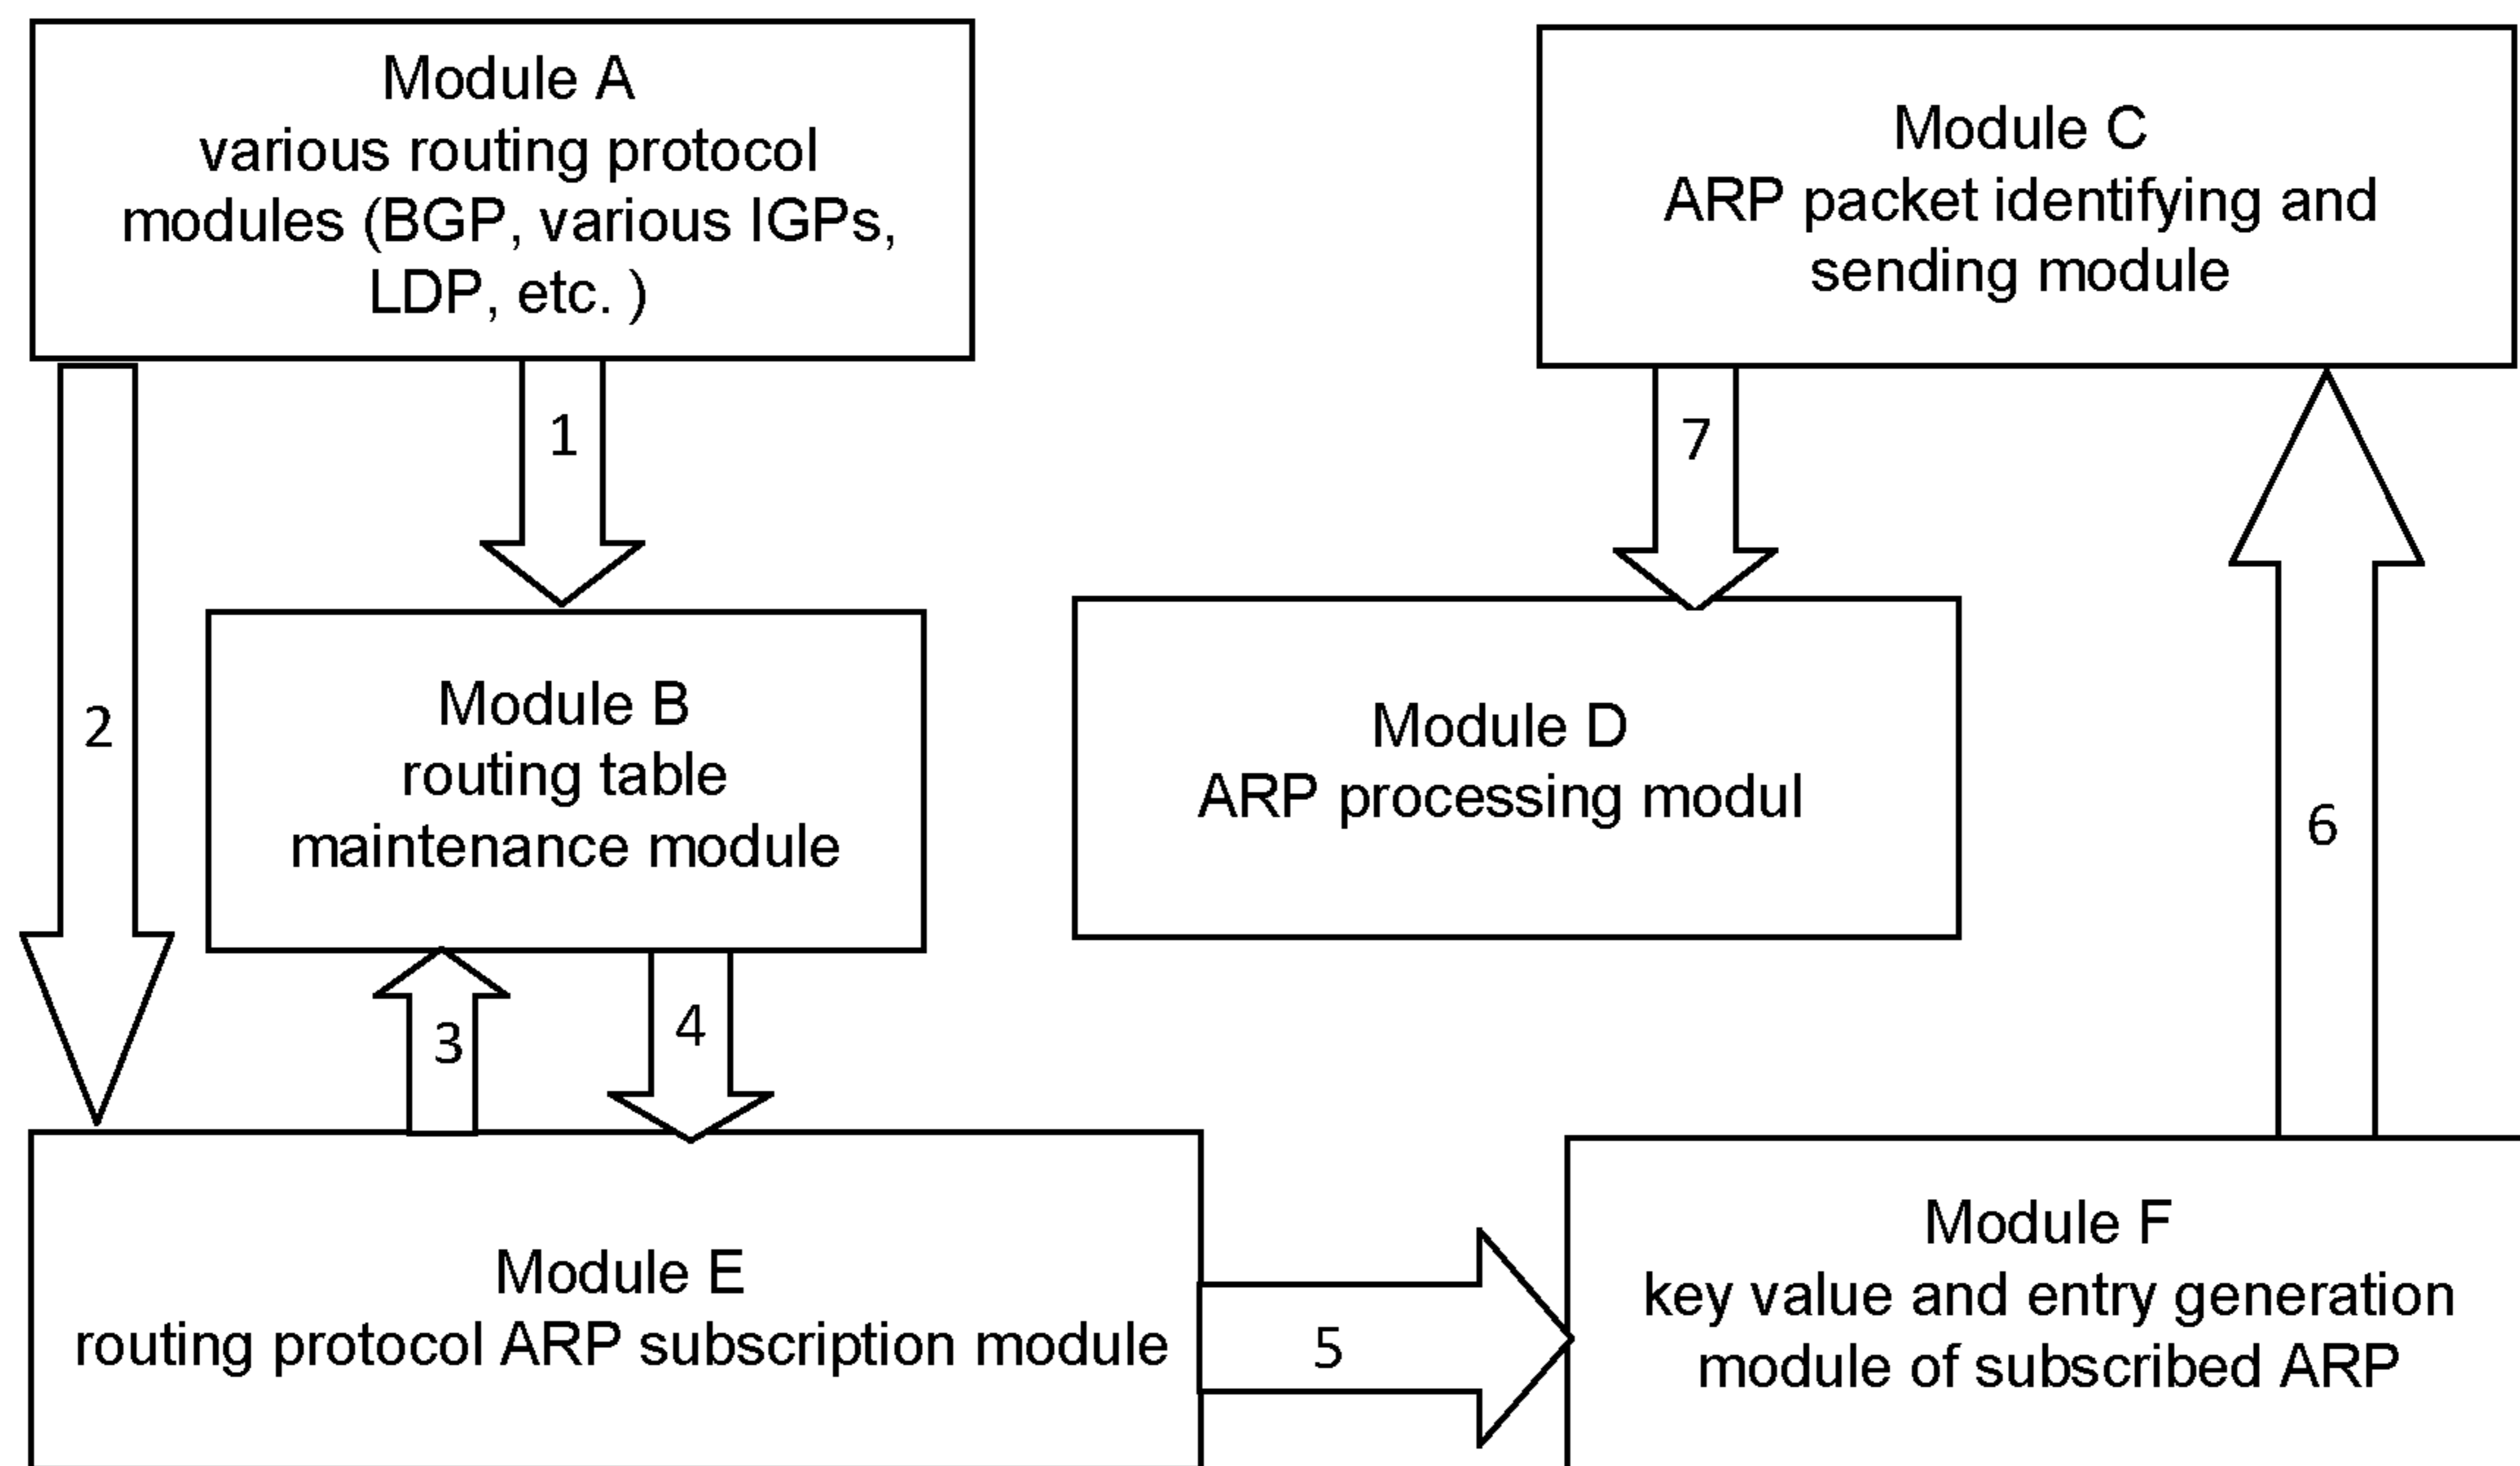 Module A
various routing protocol
modules (BGP, various IGPs,
LDP, etc. )
Module C
ARP packet identifying and
sending module
1
7
2
Module B
routing table
maintenance module
Module D
ARP processing modul
6
3
4
Module E
routing protocol ARP subscription module
5
Module F
key value and entry generation
module of subscribed ARP